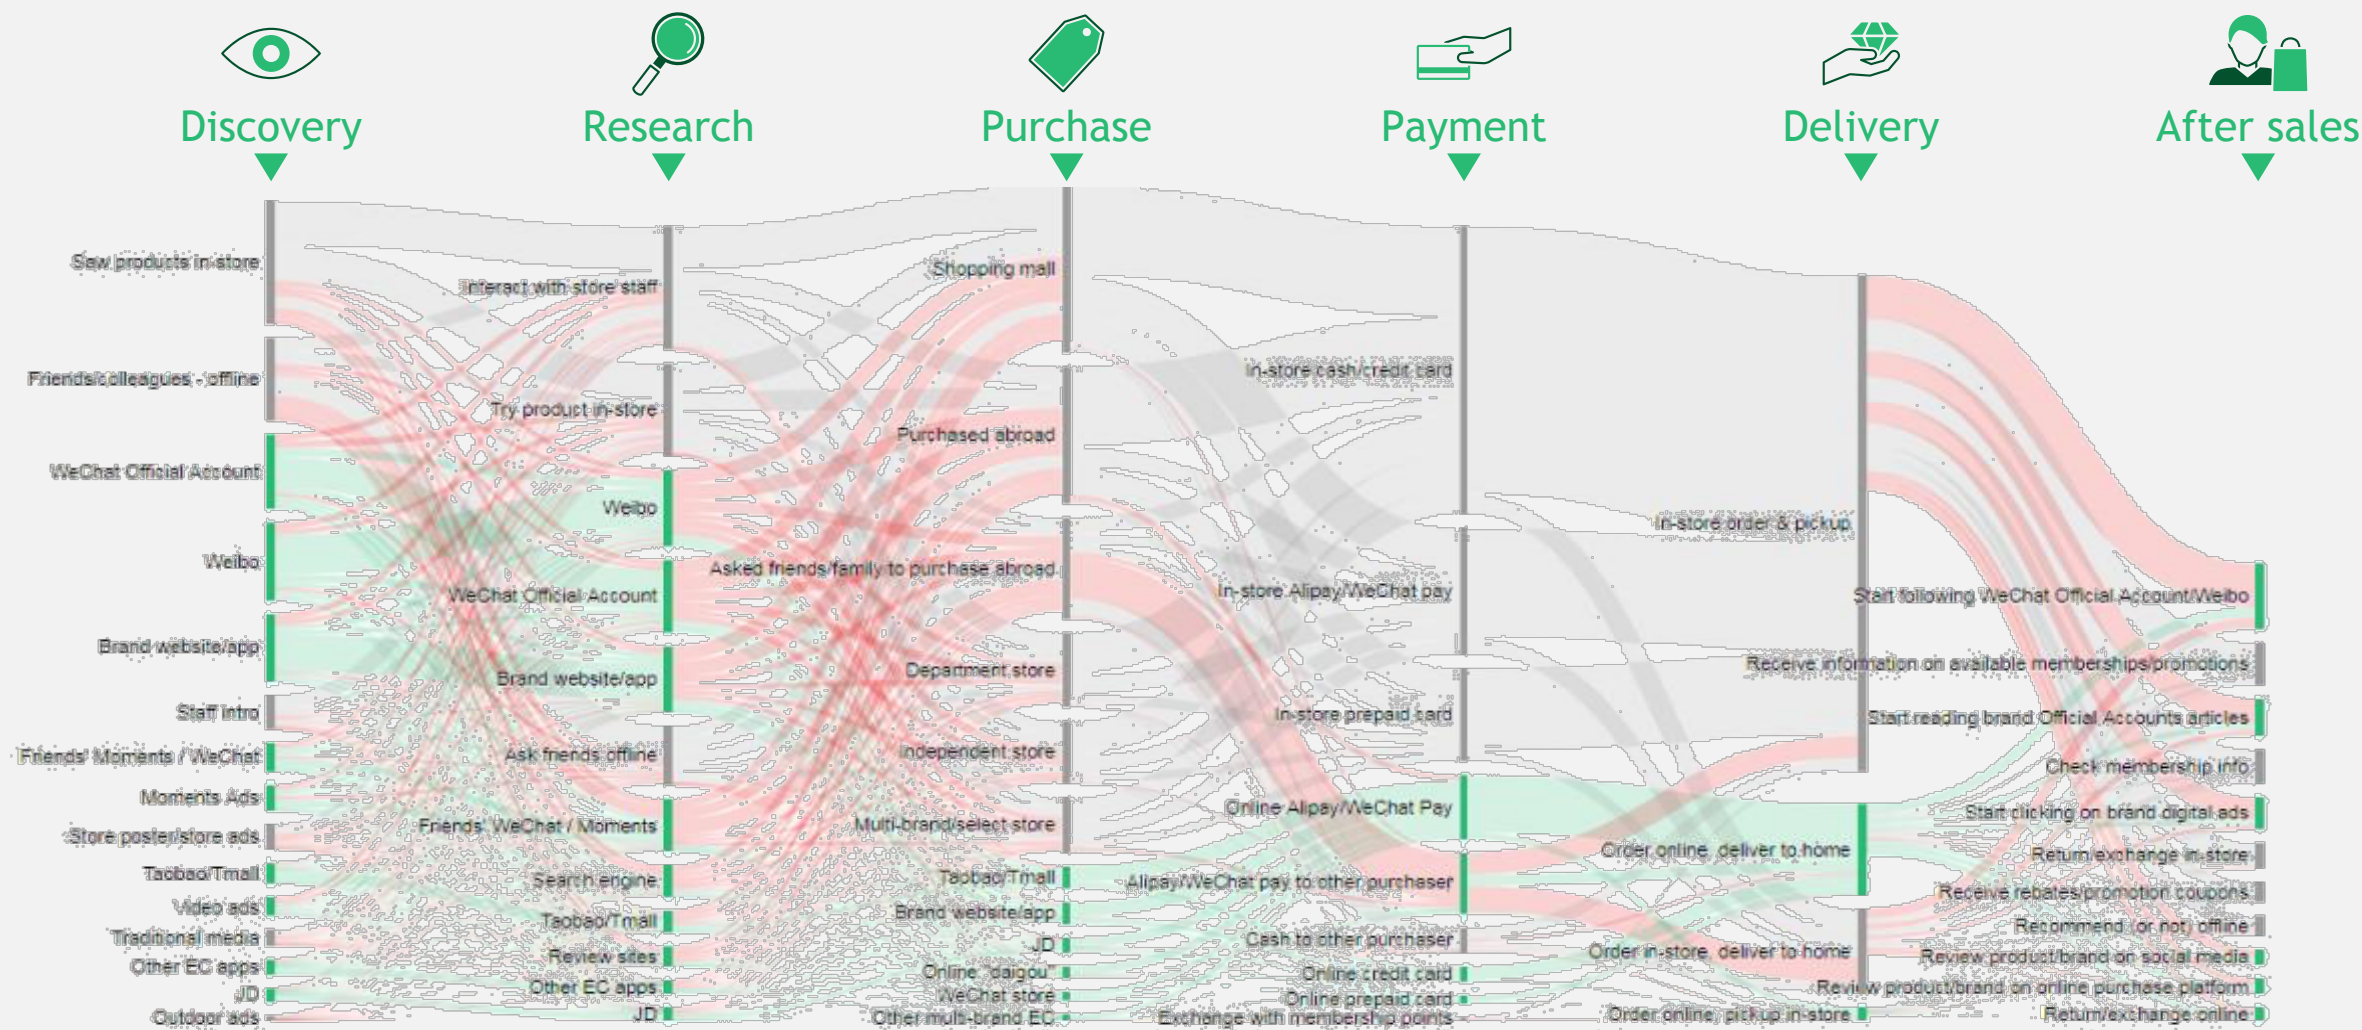 Discovery
Research
Purchase
Payment
Delivery
After sales
Saw products in-store
Friends/colleagues - offline
WeChat Official Account
Weibo
Brand website/app
Staff intro
Friends' Moments / WeChat
Moments Ads
Store poster/store ads
Taobao/Tmall
Video ads
Traditional media
Other EC apps
JD
Outdoor ads
Interact with store staff
Try product in-store
Weibo
WeChat Official Account
Brand website/app
Ask friends offline
Friends' WeChat / Moments
Search engine
Taobao/Tmall
Review sites
Other EC apps
JD
Shopping mall
Purchased abroad
Asked friends/family to purchase abroad
Department store
Independent store
Multi-brand/select store
Taobao/Tmall
Brand website/app
JD
Online "daigou"
WeChat store
Other multi-brand EC
In-store cash/credit card
In-store Alipay/WeChat pay
In-store prepaid card
Online Alipay/WeChat Pay
Alipay/WeChat pay to other purchaser
Cash to other purchaser
Online credit card
Online prepaid card
Exchange with membership points
In-store order & pickup
Order online, deliver to home
Order in-store, deliver to home
Order online, pickup in-store
Start following WeChat Official Account/Weibo
Receive information on available memberships/promotions
Start reading brand Official Accounts articles
Check membership info
Start clicking on brand digital ads
Return/exchange in-store
Receive rebates/promotion coupons
Recommend (or not) offline
Review product/brand on social media
Review product/brand on online purchase platform
Return/exchange online